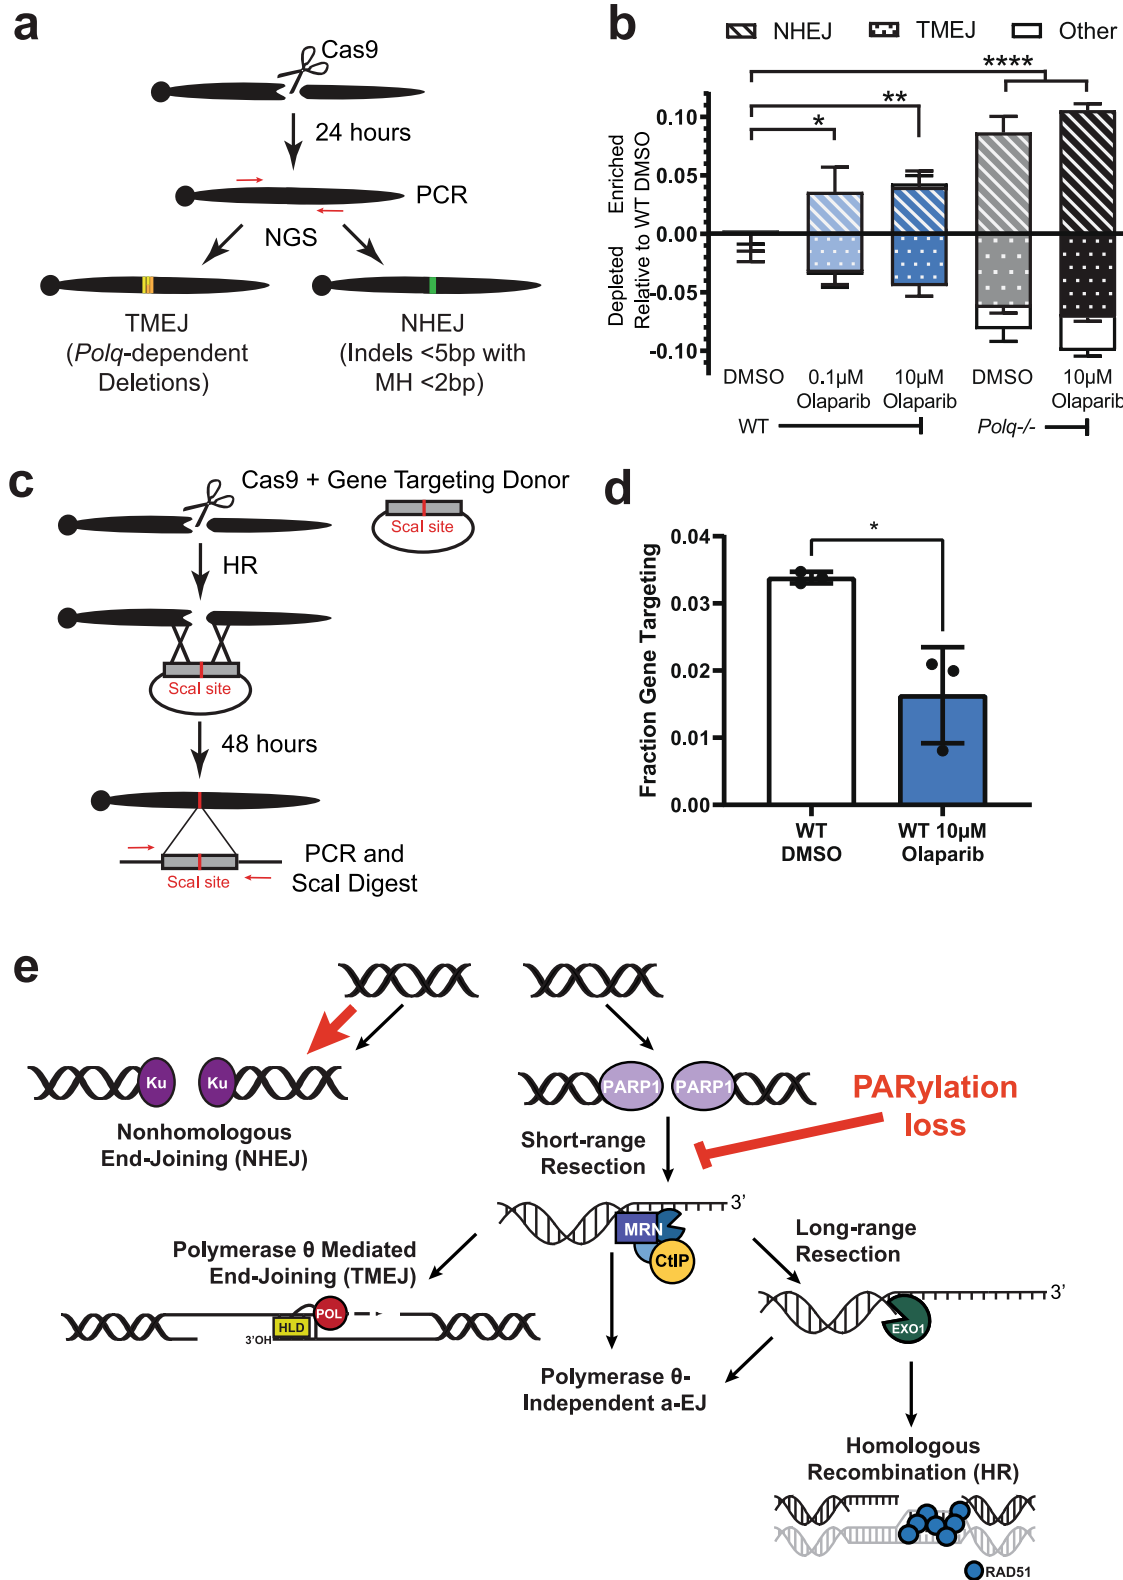 a
Cas9
24 hours
PCR
NGS
TMEJ
(Polq-dependent
Deletions)
NHEJ
(Indels <5bp with
MH <2bp)
b
NHEJ
TMEJ
Other
****
**
*
Enriched
Depleted
Relative to WT DMSO
0.10
0.05
0.00
-0.05
-0.10
DMSO
0.1µM
Olaparib
10µM
Olaparib
DMSO
10µM
Olaparib
WT
Polq-/-
c
Cas9 + Gene Targeting Donor
ScaI site
HR
ScaI site
48 hours
PCR and
ScaI Digest
ScaI site
d
*
Fraction Gene Targeting
0.04
0.03
0.02
0.01
0.00
WT
DMSO
WT 10µM
Olaparib
e
Ku
Ku
PARP1
PARP1
PARylation
loss
Nonhomologous
End-Joining (NHEJ)
Short-range
Resection
3’
MRN
CtIP
Long-range
Resection
Polymerase θ Mediated
End-Joining (TMEJ)
POL
HLD
3'OH
3’
EXO1
Polymerase θ-
Independent a-EJ
Homologous
Recombination (HR)
RAD51